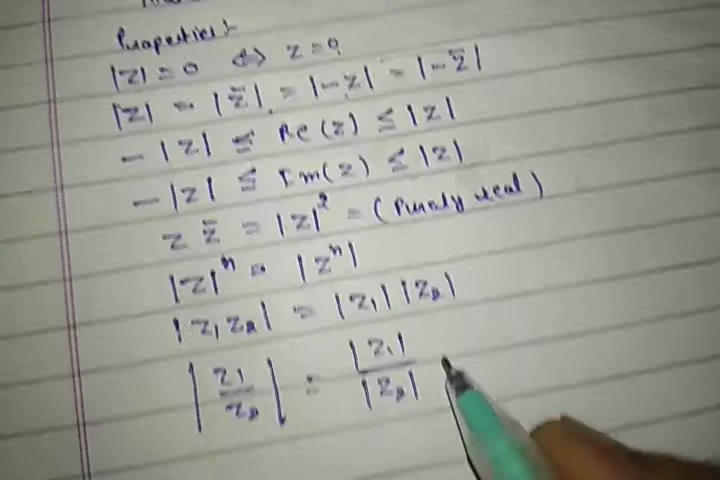 Properties:
|z| = 0 ⇔ z = 0
|z| = |z̄| = |-z| = |-z̄|
- |z| ≤ Re(z) ≤ |z|
- |z| ≤ Im(z) ≤ |z|
z z̄ = |z|² = (Purely real)
|z|ⁿ = |zⁿ|
|z₁z₂| = |z₁| |z₂|
|z₁/z₂| = |z₁|/|z₂|